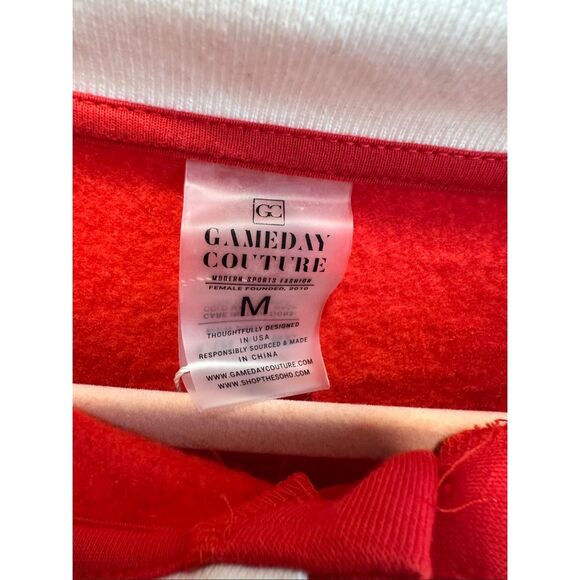 GC
GAMEDAY
COUTURE
MODERN SPORTS FASHION
FEMALE FOUNDED, 2010
M
THOUGHTFULLY DESIGNED
IN USA
RESPONSIBLY SOURCED & MADE
IN CHINA
WWW.GAMEDAYCOUTURE.COM
WWW.SHOPTHESOHO.COM